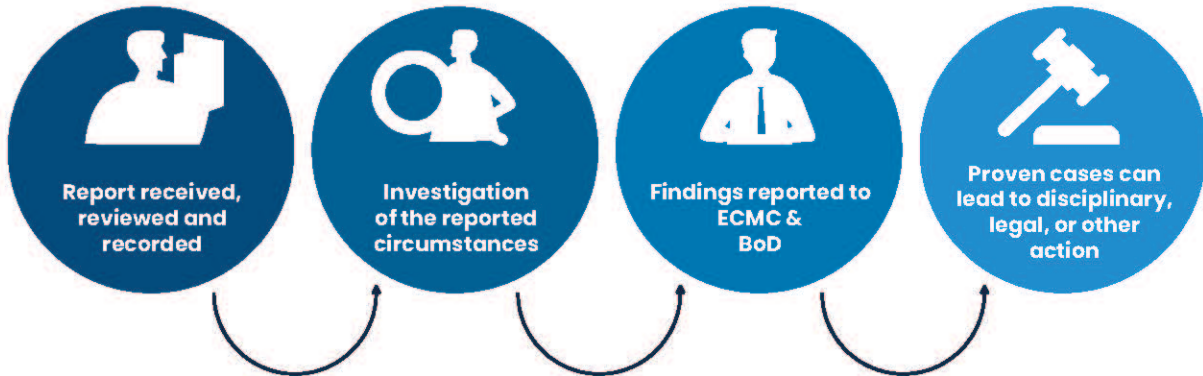 Report received,
reviewed and
recorded
Investigation
of the reported
circumstances
Findings reported to
ECMC &
BoD
Proven cases can
lead to disciplinary,
legal, or other
action